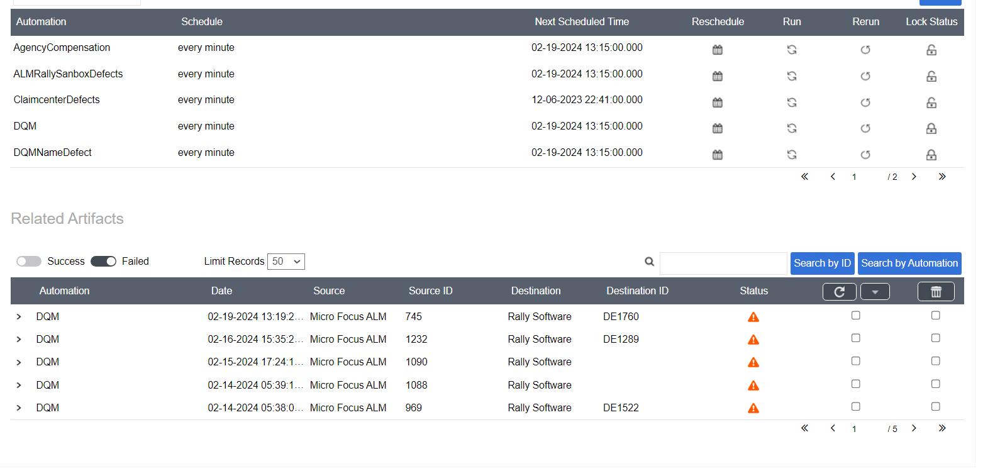 Automation Schedule Next Scheduled Time Reschedule Run Rerun Lock Status
AgencyCompensation every minute 02-19-2024 13:15:00.000
ALMRallySanboxDefects every minute 02-19-2024 13:15:00.000
ClaimcenterDefects every minute 12-06-2023 22:41:00.000
DQM every minute 02-19-2024 13:15:00.000
DQMNameDefect every minute 02-19-2024 13:15:00.000
« < 1 / 2 > »
Related Artifacts
Success Failed Limit Records 50 Search by ID Search by Automation
Automation Date Source Source ID Destination Destination ID Status
> DQM 02-19-2024 13:19:2... Micro Focus ALM 745 Rally Software DE1760
> DQM 02-16-2024 15:35:2... Micro Focus ALM 1232 Rally Software DE1289
> DQM 02-15-2024 17:24:1... Micro Focus ALM 1090 Rally Software
> DQM 02-14-2024 05:39:1... Micro Focus ALM 1088 Rally Software
> DQM 02-14-2024 05:38:0... Micro Focus ALM 969 Rally Software DE1522
« < 1 / 5 > »